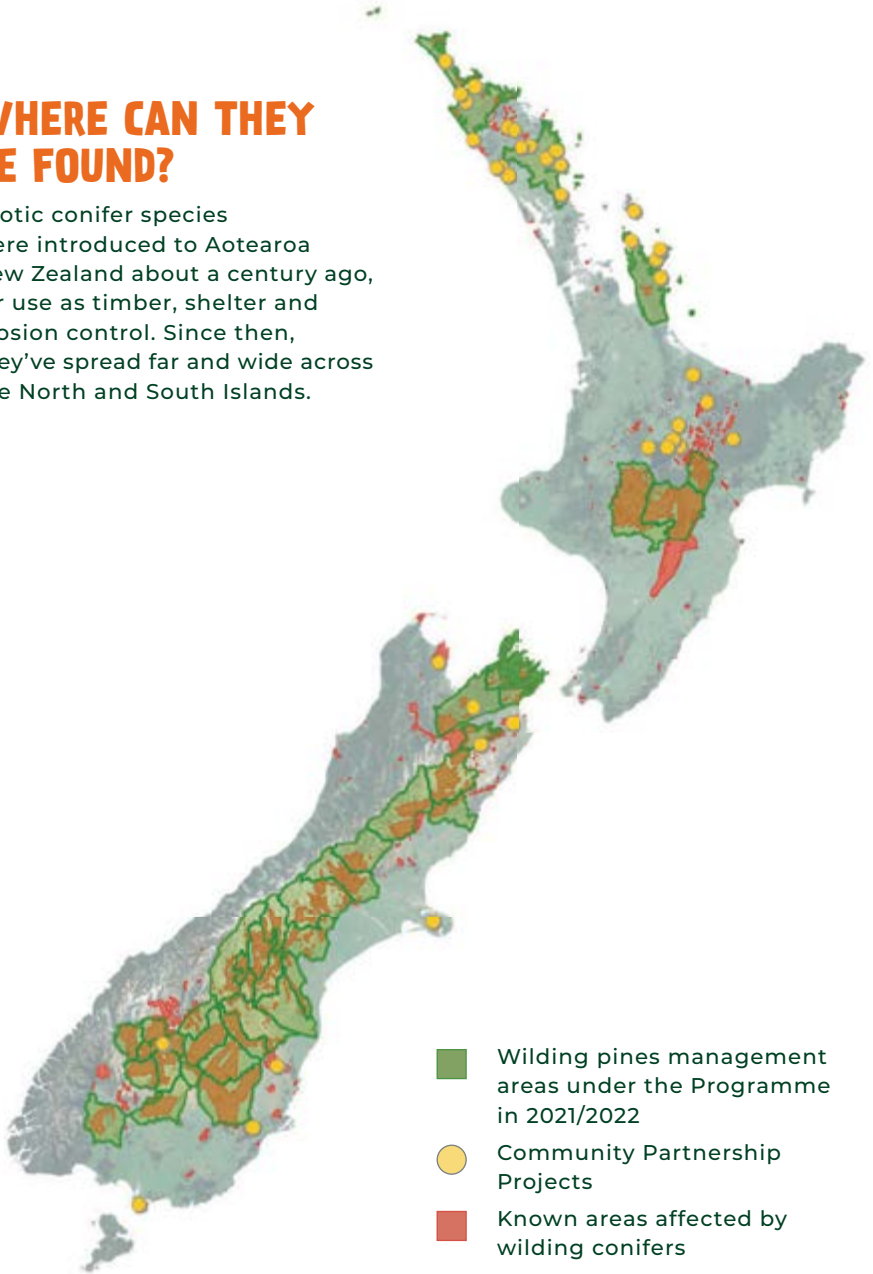 WHERE CAN THEY
E FOUND?
otic conifer species
ere introduced to Aotearoa
ew Zealand about a century ago,
r use as timber, shelter and
osion control. Since then,
ey've spread far and wide across
e North and South Islands.
Wilding pines management
areas under the Programme
in 2021/2022
Community Partnership
Projects
Known areas affected by
wilding conifers